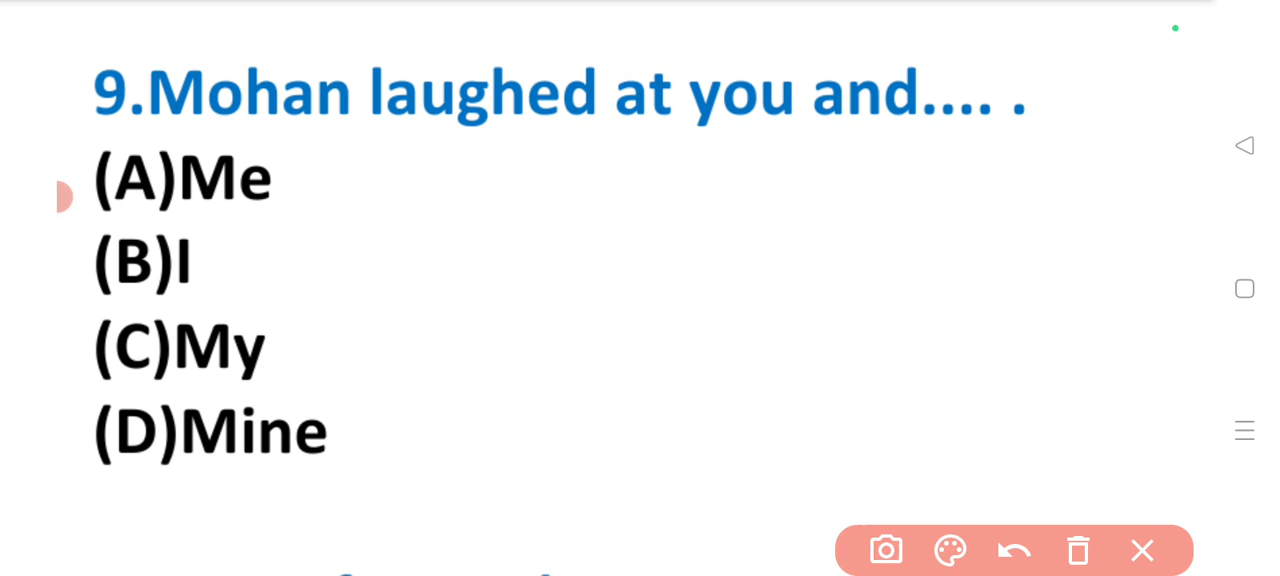 9.Mohan laughed at you and.... .
(A)Me
(B)I
(C)My
(D)Mine